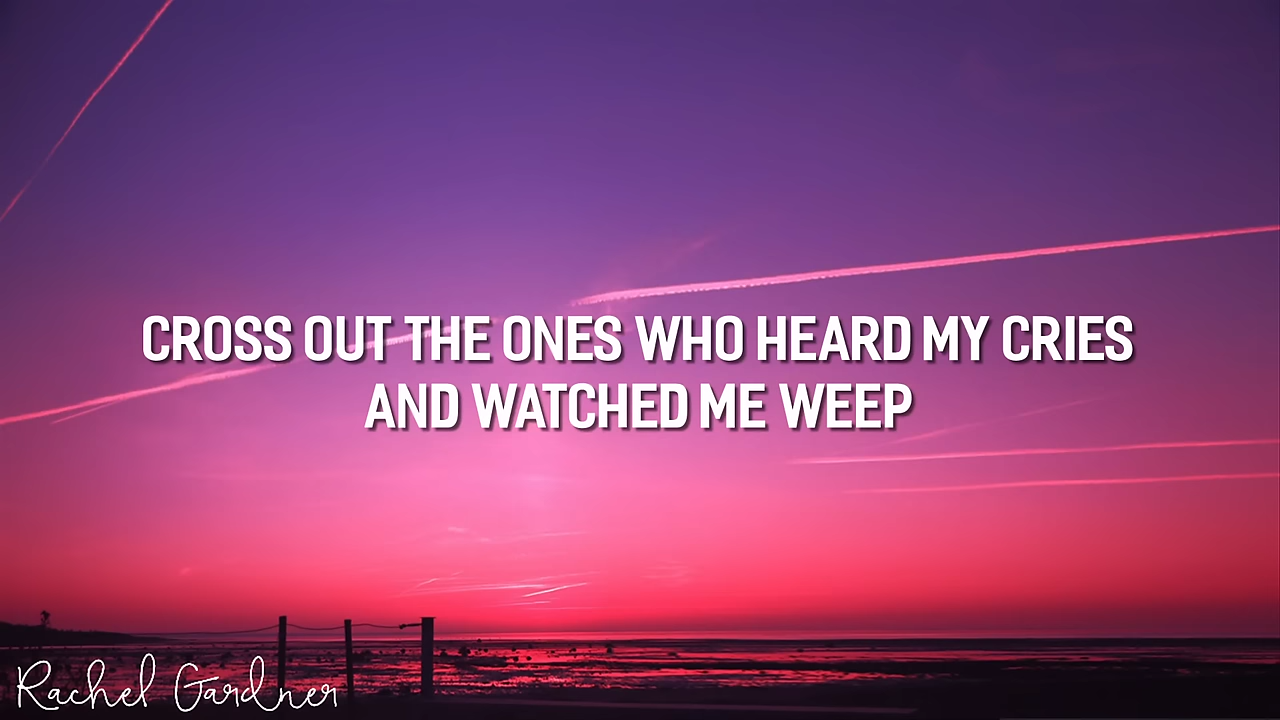 CROSS OUT THE ONES WHO HEARD MY CRIES
AND WATCHED ME WEEP
Rachel Gardner